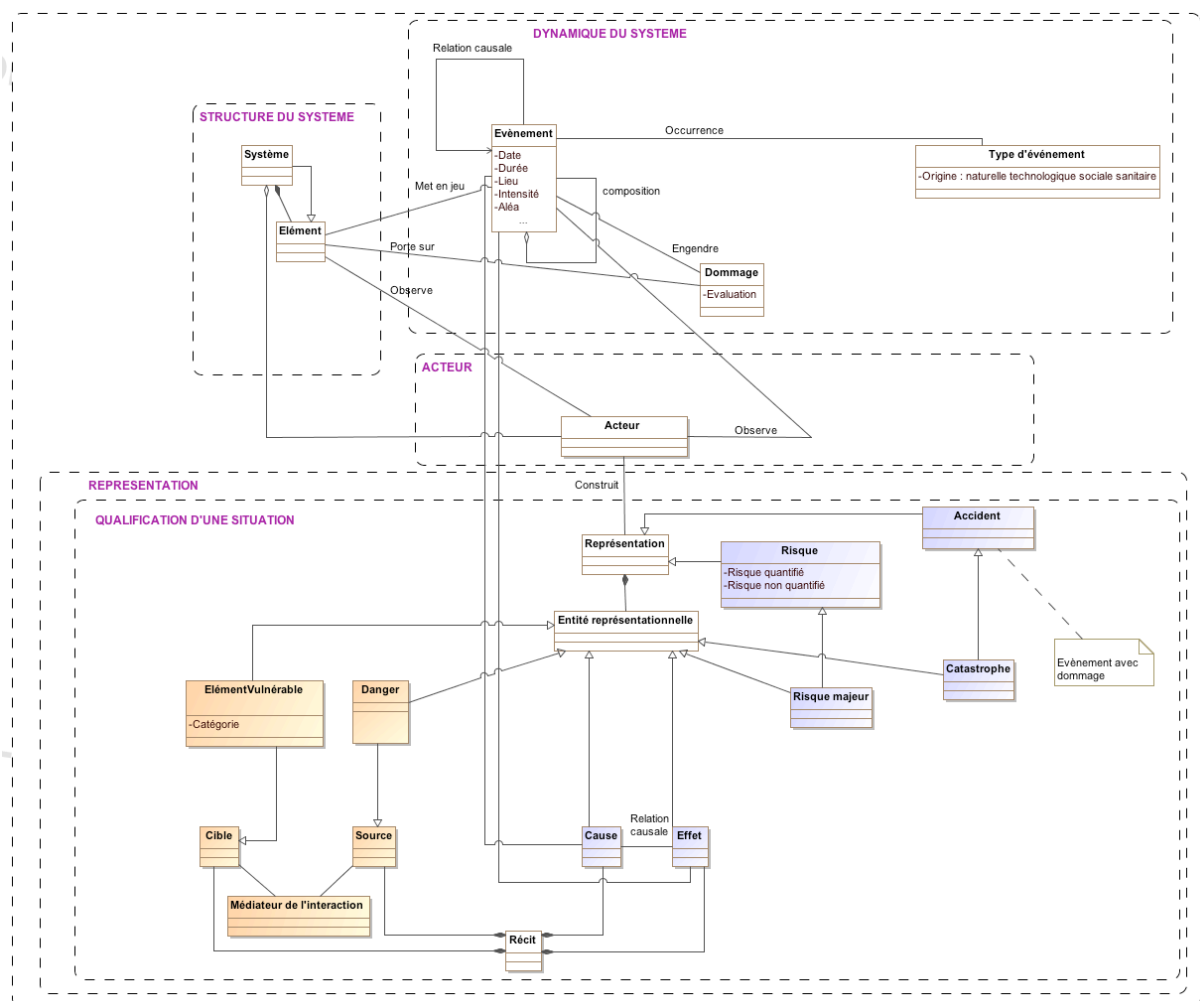 DYNAMIQUE DU SYSTEME
Relation causale
STRUCTURE DU SYSTEME
Système
Elément
Evènement
-Date
-Durée
-Lieu
-Intensité
-Aléa
...
Occurrence
Type d'événement
-Origine : naturelle technologique sociale sanitaire
Met en jeu
composition
Porte sur
Engendre
Dommage
-Evaluation
Observe
ACTEUR
Acteur
Observe
REPRESENTATION
Construit
QUALIFICATION D'UNE SITUATION
Accident
Représentation
Risque
-Risque quantifié
-Risque non quantifié
Entité représentationnelle
Evènement avec
dommage
Catastrophe
ElémentVulnérable
-Catégorie
Danger
Risque majeur
Relation
causale
Cible
Source
Cause
Effet
Médiateur de l'interaction
Récit